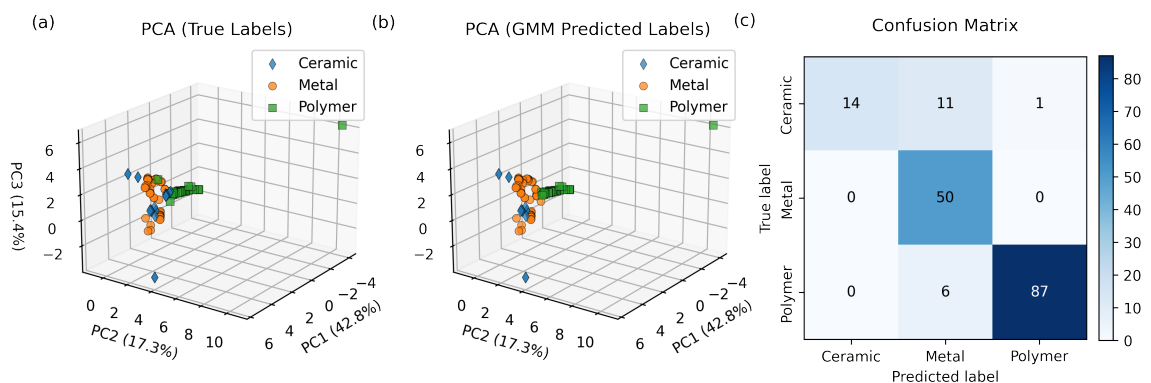 (a)
PCA (True Labels)
Ceramic
Metal
Polymer
6
4
2
0
−2
PC3 (15.4%)
0
2
4
6
8
10
PC2 (17.3%)
6
4
2
0
−2
−4
PC1 (42.8%)
(b)
PCA (GMM Predicted Labels)
Ceramic
Metal
Polymer
6
4
2
0
−2
0
2
4
6
8
10
PC2 (17.3%)
6
4
2
0
−2
−4
PC1 (42.8%)
(c)
Confusion Matrix
True label
Ceramic
Metal
Polymer
14 11 1
0 50 0
0 6 87
Ceramic Metal Polymer
Predicted label
80
70
60
50
40
30
20
10
0